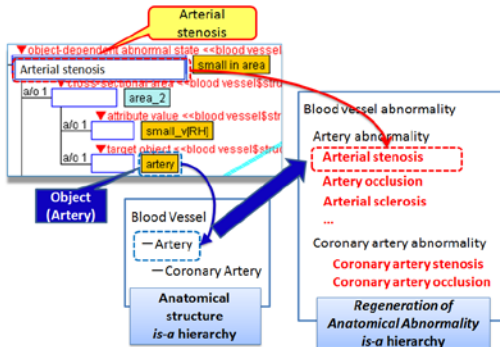 Arterial
stenosis
▼object-dependent abnormal state <<blood vessel
Arterial stenosis
small in area
a/o 1
area_2
▼attribute value <<blood vessel$struc
a/o 1
small_v[RH]
▼target object <<blood vessel$struc
a/o 1
artery
Object
(Artery)
Blood Vessel
—Artery
—Coronary Artery
Anatomical
structure
is-a hierarchy
Blood vessel abnormality
Artery abnormality
Arterial stenosis
Artery occlusion
Arterial sclerosis
...
Coronary artery abnormality
Coronary artery stenosis
Coronary artery occlusion
Regeneration of
Anatomical Abnormality
is-a hierarchy